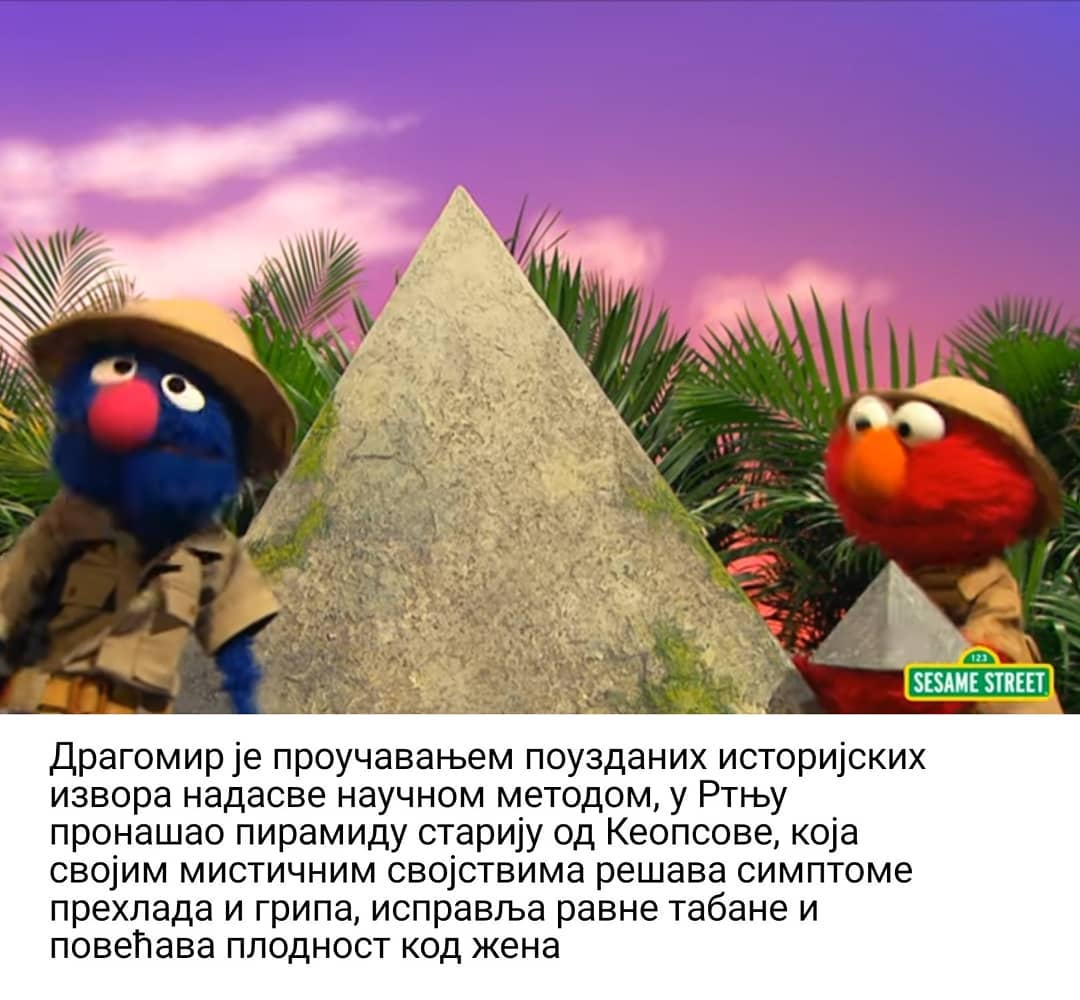 123
SESAME STREET
Драгомир је проучавањем поузданих историјских
извора надасве научном методом, у Ртњу
пронашао пирамиду старију од Кеопсове, која
својим мистичним својствима решава симптоме
прехлада и грипа, исправља равне табане и
повећава плодност код жена